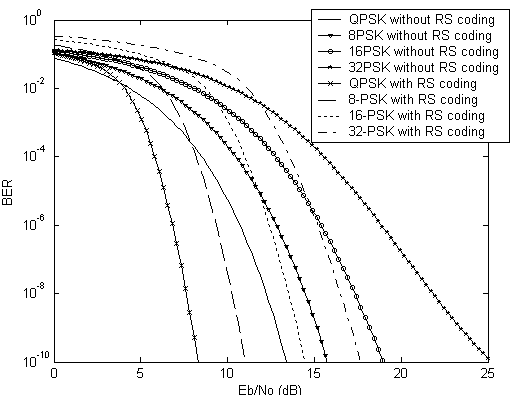 10^0
10^-2
10^-4
10^-6
10^-8
10^-10
BER
0 5 10 15 20 25
Eb/No (dB)
QPSK without RS coding
8PSK without RS coding
16PSK without RS coding
32PSK without RS coding
QPSK with RS coding
8-PSK with RS coding
16-PSK with RS coding
32-PSK with RS coding